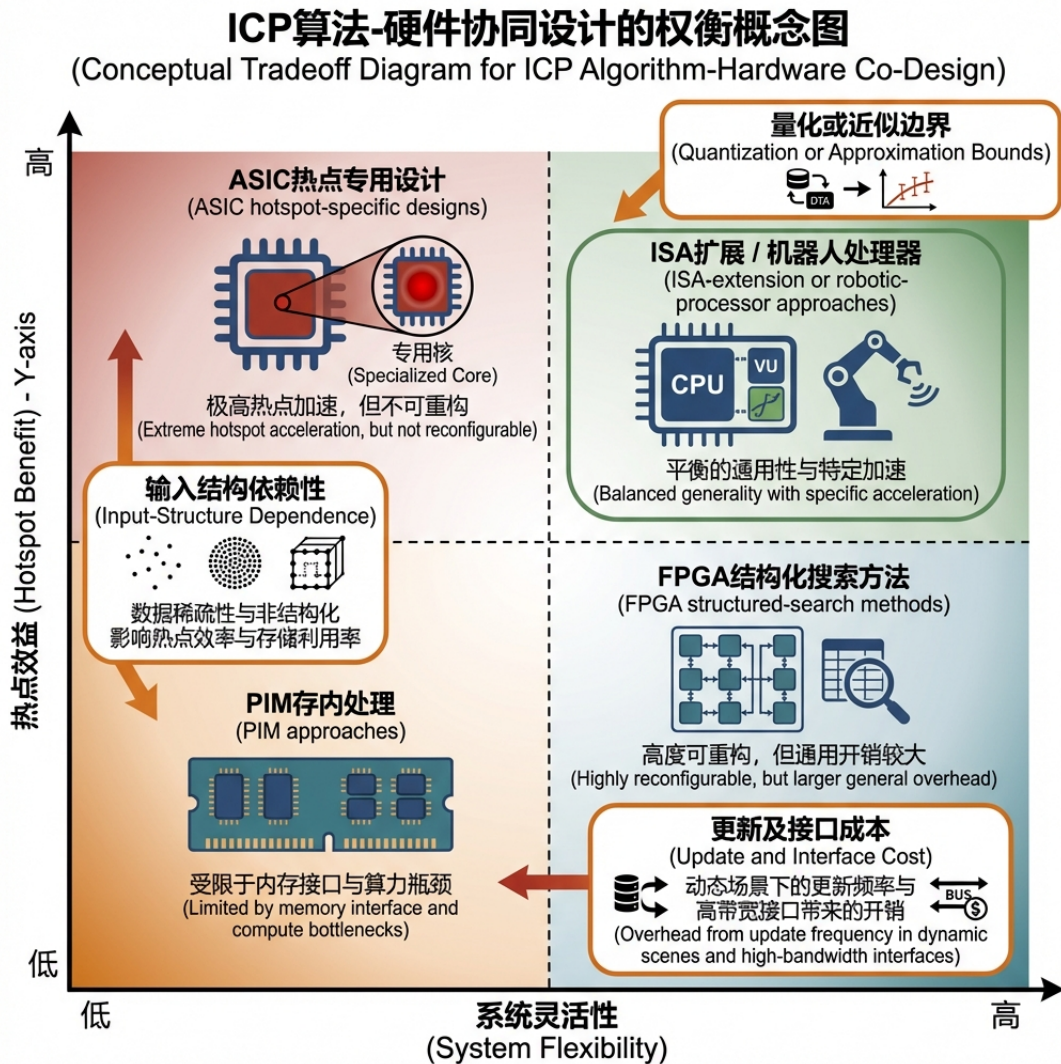 ICP算法-硬件协同设计的权衡概念图
(Conceptual Tradeoff Diagram for ICP Algorithm-Hardware Co-Design)
高
热点效益 (Hotspot Benefit) - Y-axis
低
ASIC热点专用设计
(ASIC hotspot-specific designs)
专用核
(Specialized Core)
极高热点加速，但不可重构
(Extreme hotspot acceleration, but not reconfigurable)
量化或近似边界
(Quantization or Approximation Bounds)
DTA
ISA扩展 / 机器人处理器
(ISA-extension or robotic-
processor approaches)
CPU
VU
平衡的通用性与特定加速
(Balanced generality with specific acceleration)
输入结构依赖性
(Input-Structure Dependence)
数据稀疏性与非结构化
影响热点效率与存储利用率
PIM存内处理
(PIM approaches)
受限于内存接口与算力瓶颈
(Limited by memory interface and
compute bottlenecks)
FPGA结构化搜索方法
(FPGA structured-search methods)
高度可重构，但通用开销较大
(Highly reconfigurable, but larger general overhead)
更新及接口成本
(Update and Interface Cost)
动态场景下的更新频率与
高带宽接口带来的开销
BUS
$
(Overhead from update frequency in dynamic
scenes and high-bandwidth interfaces)
低
系统灵活性
(System Flexibility)
高